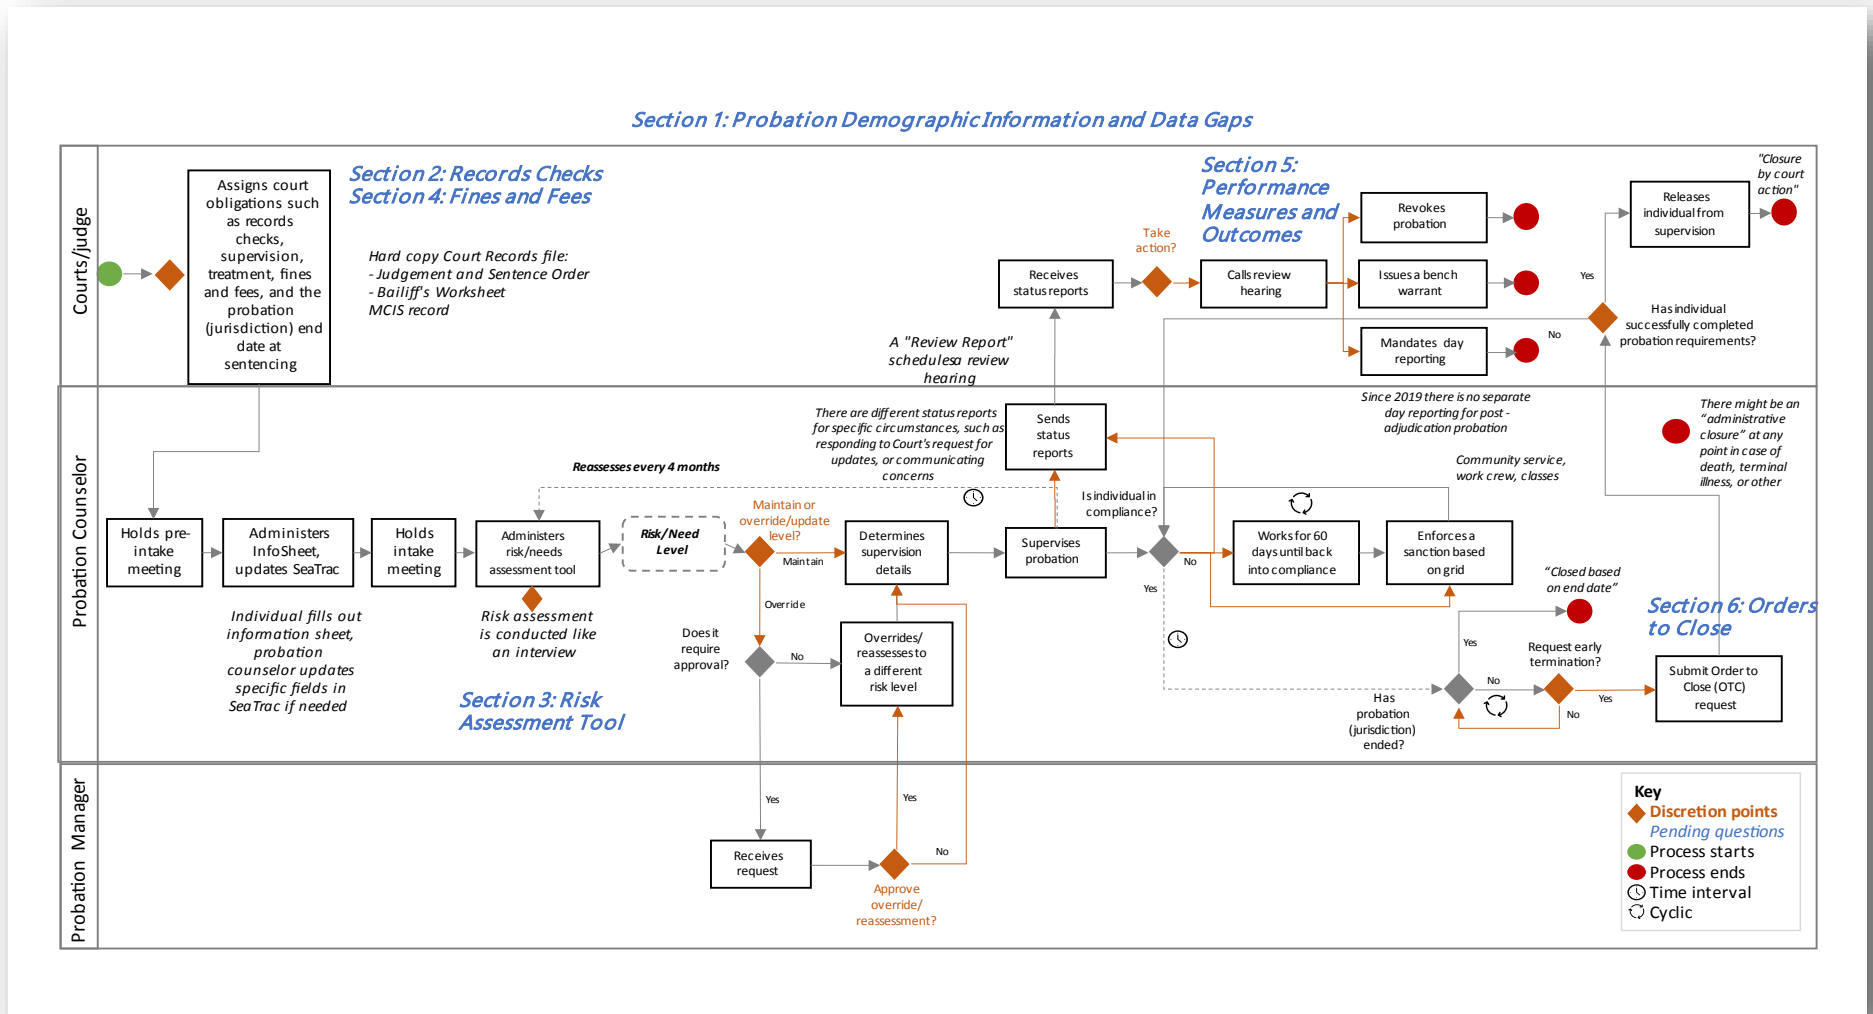 Section 1: Probation Demographic Information and Data Gaps
Courts/judge
Assigns court
obligations such
as records
checks,
supervision,
treatment, fines
and fees, and the
probation
(jurisdiction) end
date at
sentencing
Section 2: Records Checks
Section 4: Fines and Fees
Hard copy Court Records file:
- Judgement and Sentence Order
- Bailiff's Worksheet
MCIS record
A "Review Report"
schedulesa review
hearing
Receives
status reports
Take
action?
Section 5:
Performance
Measures and
Outcomes
Calls review
hearing
Revokes
probation
Issues a bench
warrant
Mandates day
reporting
Releases
individual from
supervision
"Closure
by court
action"
Yes
No
Has individual
successfully completed
probation requirements?
Probation Counselor
Holds pre-
intake
meeting
Administers
InfoSheet,
updates SeaTrac
Individual fills out
information sheet,
probation
counselor updates
specific fields in
SeaTrac if needed
Holds
intake
meeting
Administers
risk/needs
assessment tool
Risk assessment
is conducted like
an interview
Section 3: Risk
Assessment Tool
Reassesses every 4 months
Risk/Need
Level
Maintain or
override/update
level?
Maintain
Override
Does it
require
approval?
No
Determines
supervision
details
Overrides/
reassesses to
a different
risk level
There are different status reports
for specific circumstances, such as
responding to Court's request for
updates, or communicating
concerns
Sends
status
reports
Supervises
probation
Is individual in
compliance?
No
Yes
Works for 60
days until back
into compliance
Enforces a
sanction based
on grid
Since 2019 there is no separate
day reporting for post -
adjudication probation
Community service,
work crew, classes
There might be an
“administrative
closure” at any
point in case of
death, terminal
illness, or other
“Closed based
on end date”
Section 6: Orders
to Close
Has
probation
(jurisdiction)
ended?
Yes
No
Request early
termination?
No
Yes
Submit Order to
Close (OTC)
request
Probation Manager
Yes
Receives
request
Yes
No
Approve
override/
reassessment?
Key
Discretion points
Pending questions
Process starts
Process ends
Time interval
Cyclic